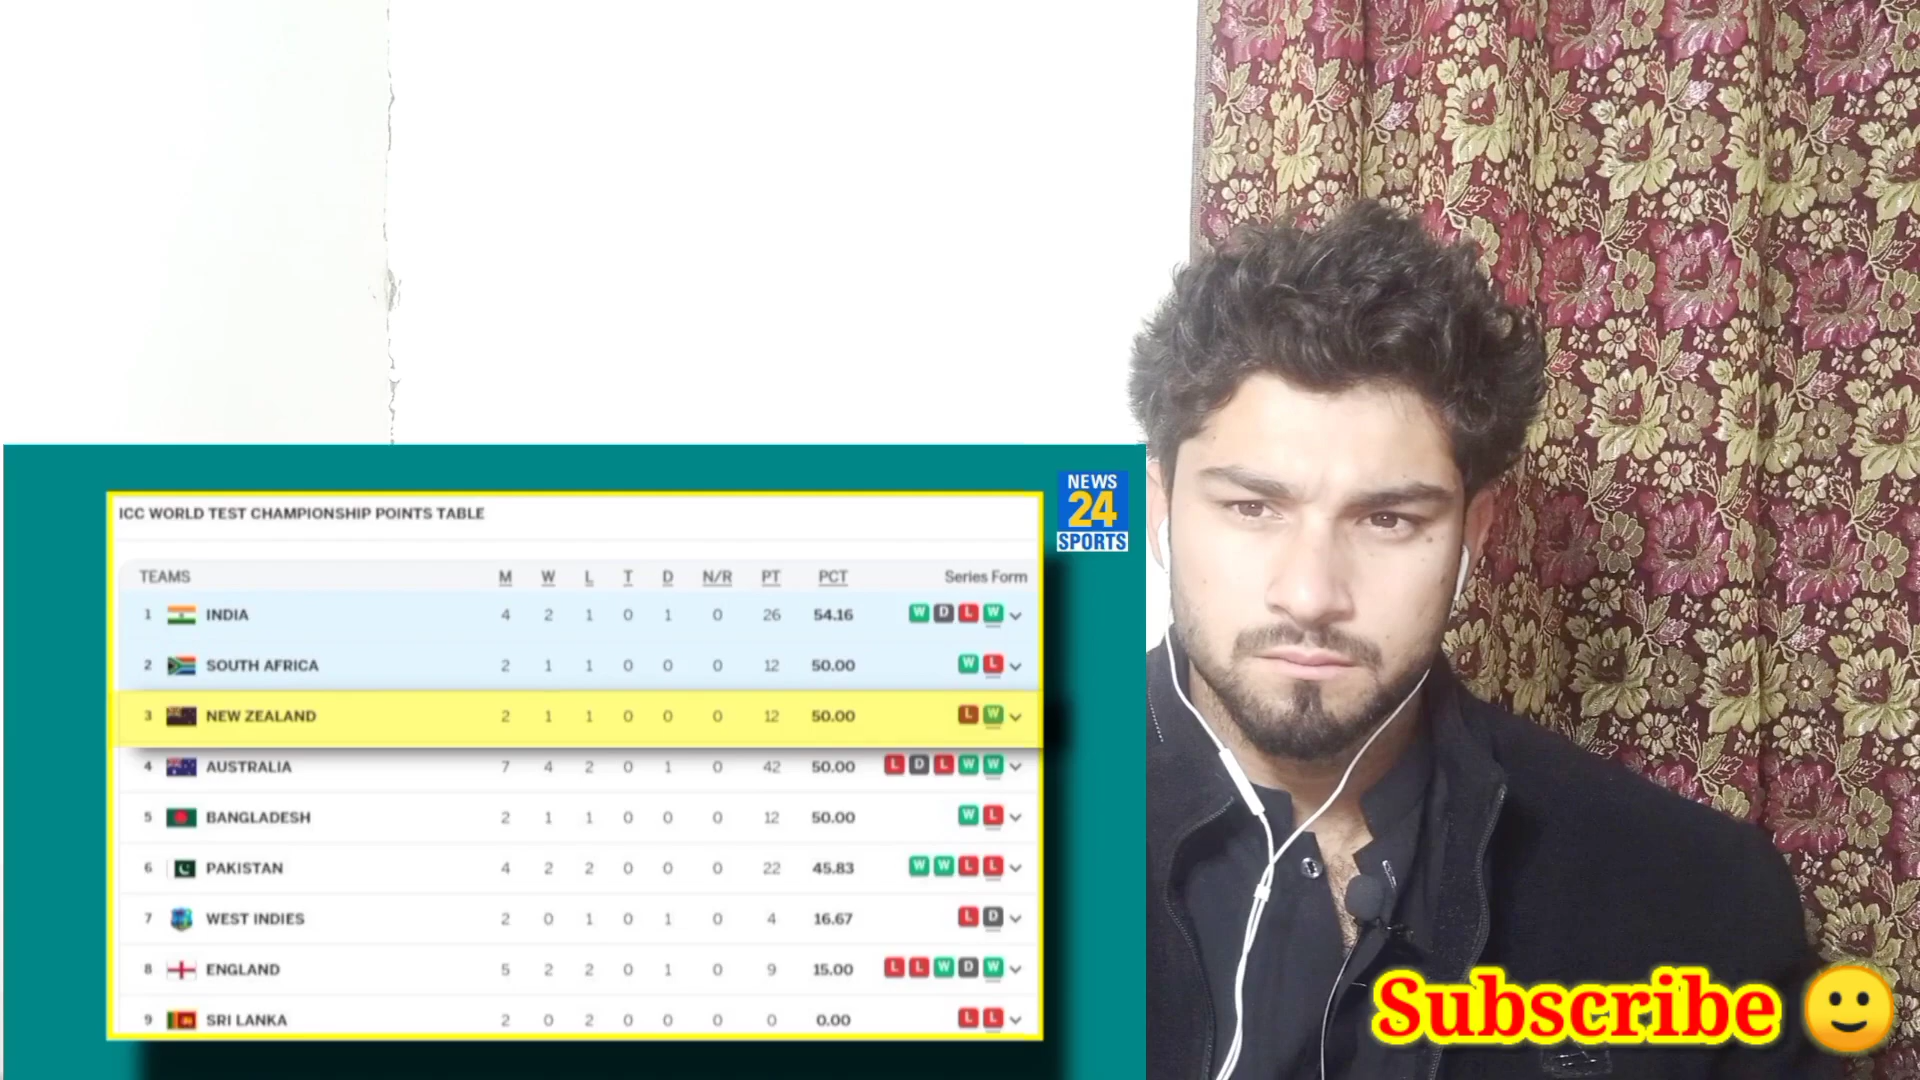 NEWS
24
SPORTS
ICC WORLD TEST CHAMPIONSHIP POINTS TABLE
TEAMS M W L T D N/R PT PCT Series Form
1 INDIA 4 2 1 0 1 0 26 54.16 W D L W
2 SOUTH AFRICA 2 1 1 0 0 0 12 50.00 W L
3 NEW ZEALAND 2 1 1 0 0 0 12 50.00 L W
4 AUSTRALIA 7 4 2 0 1 0 42 50.00 L D L W W
5 BANGLADESH 2 1 1 0 0 0 12 50.00 W L
6 PAKISTAN 4 2 2 0 0 0 22 45.83 W W L L
7 WEST INDIES 2 0 1 0 1 0 4 16.67 L D
8 ENGLAND 5 2 2 0 1 0 9 15.00 L L W D W
9 SRI LANKA 2 0 2 0 0 0 0 0.00 L L
Subscribe